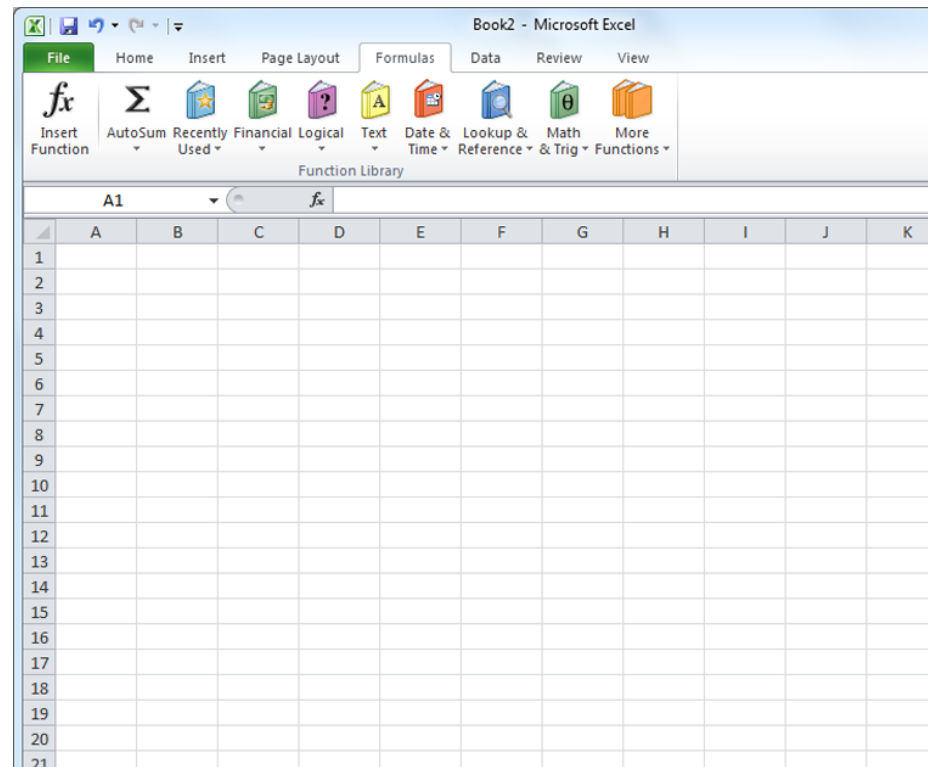 Book2 - Microsoft Excel
File Home Insert Page Layout Formulas Data Review View
fx Σ ? A θ
Insert Function
AutoSum
Recently Used
Financial
Logical
Text
Date & Time
Lookup & Reference
Math & Trig
More Functions
Function Library
A1 fx
A B C D E F G H I J K
1
2
3
4
5
6
7
8
9
10
11
12
13
14
15
16
17
18
19
20
21